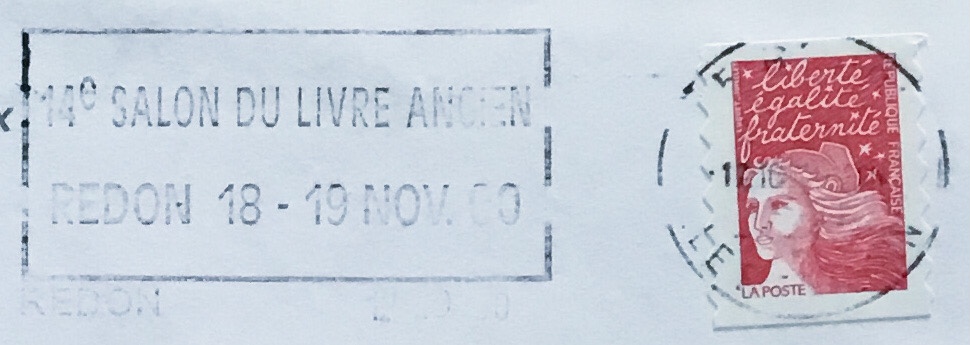 14e SALON DU LIVRE ANCIEN
REDON 18 - 19 NOV. 00
REDON
liberté
égalité
fraternité
RÉPUBLIQUE FRANÇAISE
LA POSTE